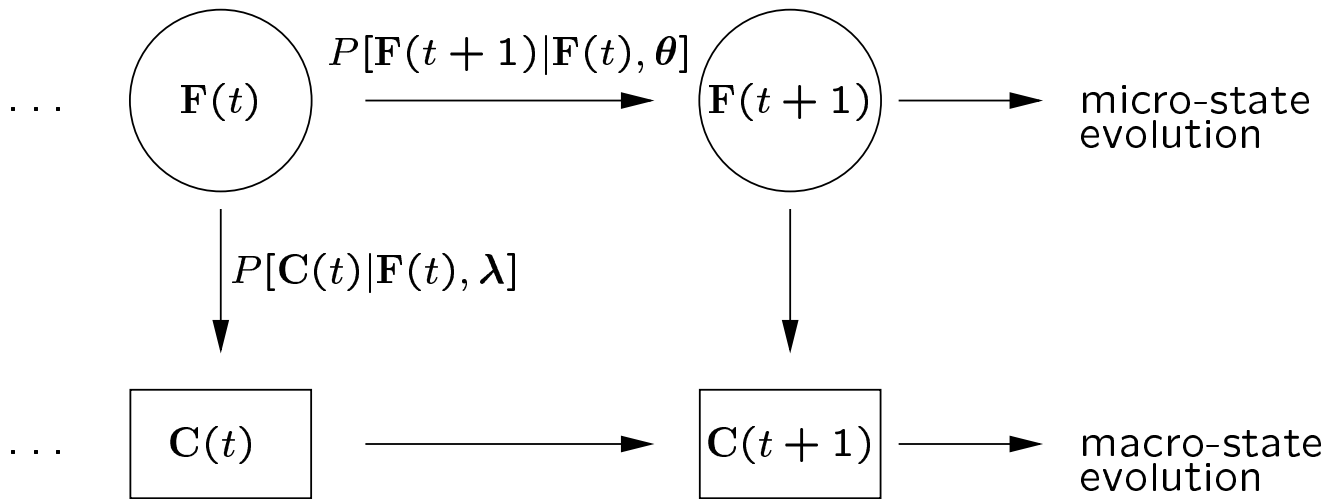 P[F(t + 1)|F(t), θ]
. . .
F(t)
F(t + 1)
micro-state
evolution
P[C(t)|F(t), λ]
. . .
C(t)
C(t + 1)
macro-state
evolution